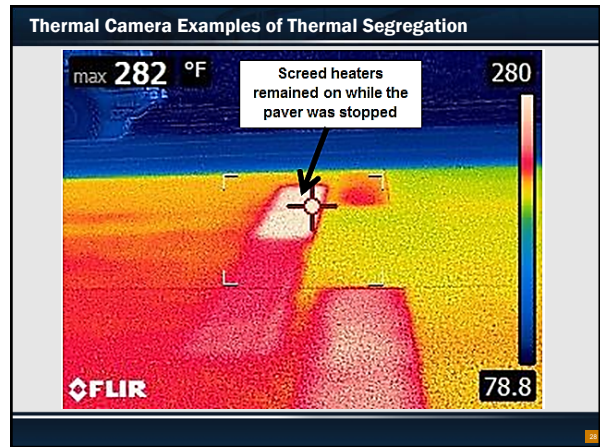 Thermal Camera Examples of Thermal Segregation
max 282 °F
Screed heaters
remained on while the
paver was stopped
280
FLIR
78.8
28